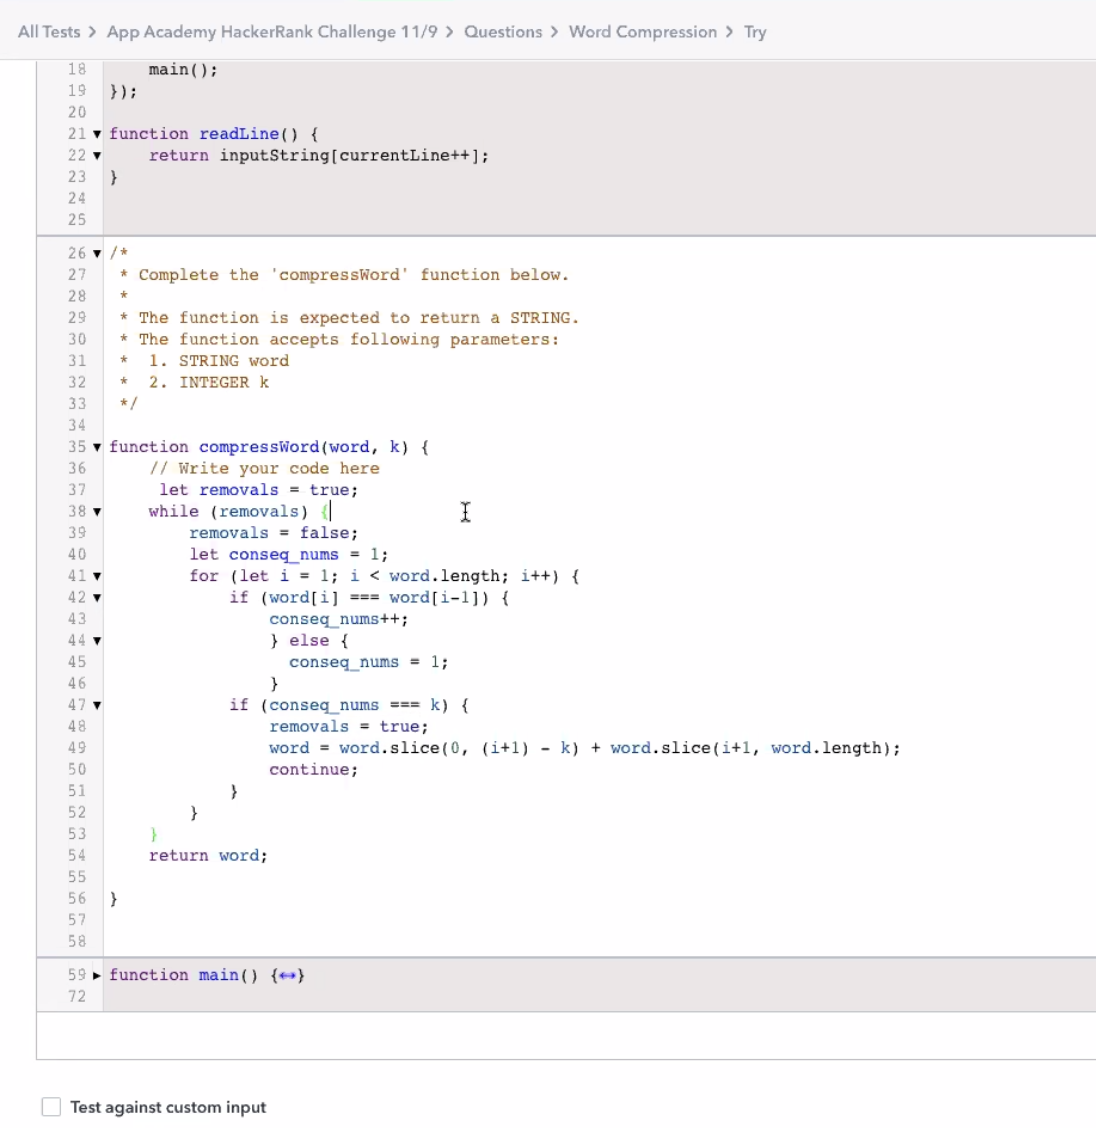 All Tests > App Academy HackerRank Challenge 11/9 > Questions > Word Compression > Try
18     main();
19 });
20
21 ▼ function readLine() {
22 ▼     return inputString[currentLine++];
23 }
24
25
26 ▼ /*
27  * Complete the 'compressWord' function below.
28  *
29  * The function is expected to return a STRING.
30  * The function accepts following parameters:
31  *  1. STRING word
32  *  2. INTEGER k
33  */
34
35 ▼ function compressWord(word, k) {
36     // Write your code here
37      let removals = true;
38 ▼     while (removals) {
39         removals = false;
40         let conseq_nums = 1;
41 ▼         for (let i = 1; i < word.length; i++) {
42 ▼             if (word[i] === word[i-1]) {
43                 conseq_nums++;
44 ▼                 } else {
45                   conseq_nums = 1;
46                 }
47 ▼             if (conseq_nums === k) {
48                 removals = true;
49                 word = word.slice(0, (i+1) - k) + word.slice(i+1, word.length);
50                 continue;
51             }
52         }
53     }
54     return word;
55
56 }
57
58
59 ▶ function main() {↔}
72
Test against custom input